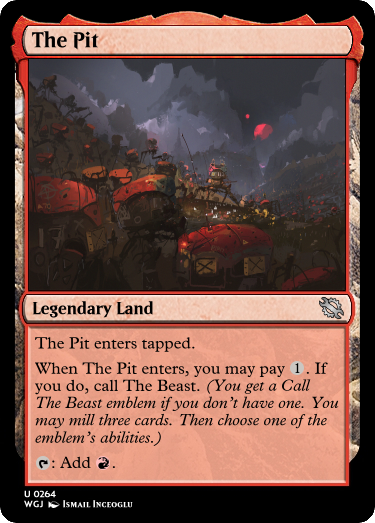 The Pit
Legendary Land
The Pit enters tapped.
When The Pit enters, you may pay 1. If
you do, call The Beast. (You get a Call
The Beast emblem if you don't have one. You
may mill three cards. Then choose one of the
emblem's abilities.)
: Add .
U 0264
WGJ Ismail Inceoglu